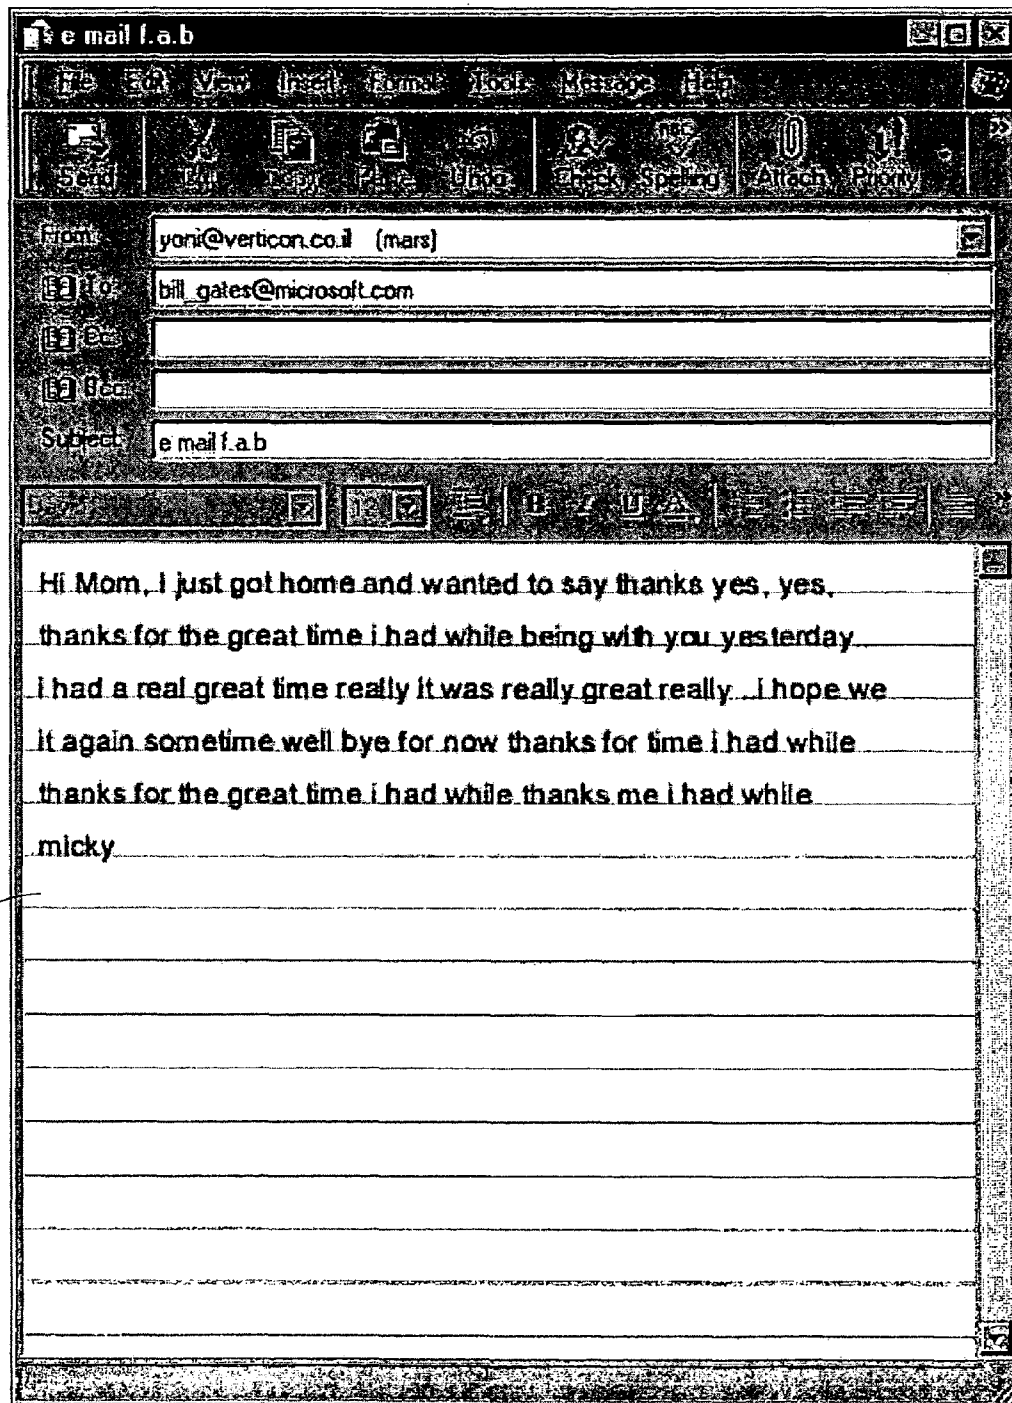 e mail f.a.b
File Edit View Insert Format Tools Message Help
Send Cut Copy Paste Undo Check Spelling Attach Priority
From: yoni@verticon.co.il (mars)
To: bill_gates@microsoft.com
Cc:
Bcc:
Subject: e mail f.a.b
12 B I U A
Hi Mom, I just got home and wanted to say thanks yes, yes,
thanks for the great time i had while being with you yesterday.
i had a real great time really it was really great really . i hope we
it again sometime well bye for now thanks for time i had while
thanks for the great time i had while thanks me i had while
micky